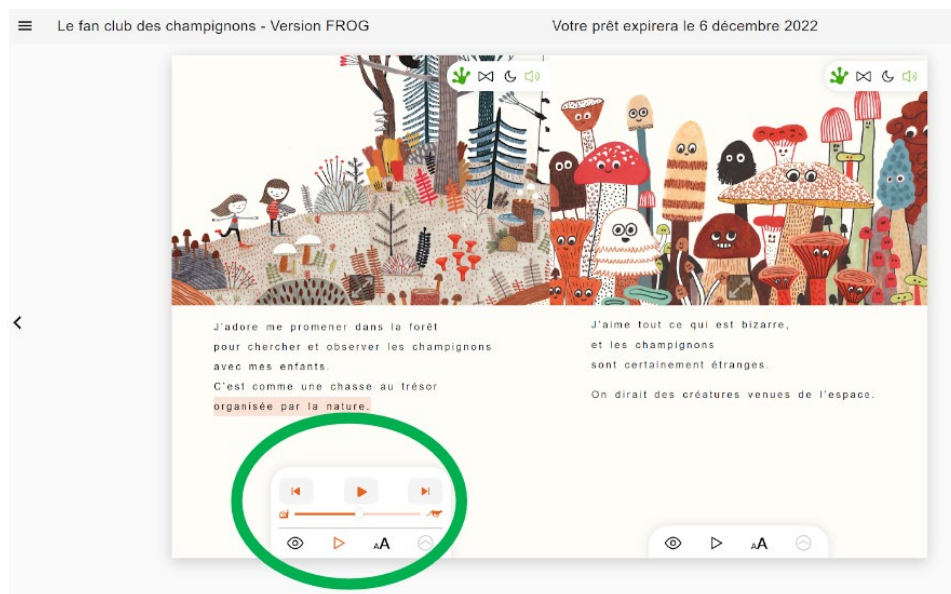 Le fan club des champignons - Version FROG
Votre prêt expirera le 6 décembre 2022
J'adore me promener dans la forêt
pour chercher et observer les champignons
avec mes enfants.
C'est comme une chasse au trésor
organisée par la nature.
J'aime tout ce qui est bizarre,
et les champignons
sont certainement étranges.
On dirait des créatures venues de l'espace.
AA
AA